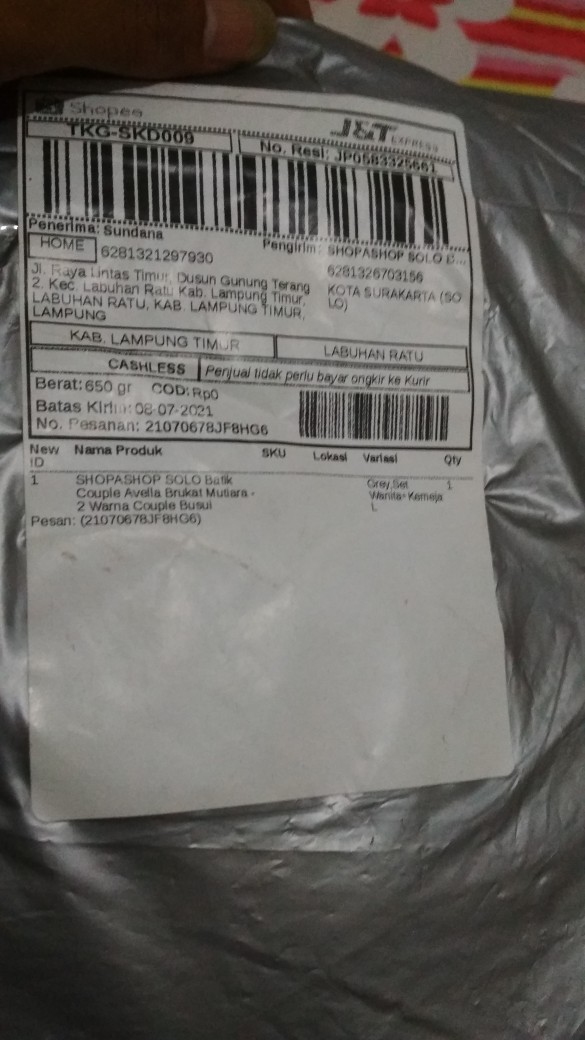 Shopee
J&T EXPRESS
TKG-SKD009
No. Resi: JP0583325661
Penerima: Sundana
Pengirim: SHOPASHOP SOLO B...
HOME
6281321297930
6281326703156
Jl. Raya Lintas Timur, Dusun Gunung Terang
2. Kec. Labuhan Ratu Kab. Lampung Timur,
LABUHAN RATU, KAB. LAMPUNG TIMUR,
LAMPUNG
KOTA SURAKARTA (SO
LO)
KAB. LAMPUNG TIMUR
LABUHAN RATU
CASHLESS
Penjual tidak perlu bayar ongkir ke Kurir
Berat: 650 gr COD: Rp0
Batas Kirim: 08-07-2021
No. Pesanan: 21070678JF8HG6
New Nama Produk SKU Lokasi Variasi Qty
ID
1 SHOPASHOP SOLO Batik Grey,Set 1
Couple Avella Brukat Mutiara - Wanita+Kemeja
2 Warna Couple Busui L
Pesan: (21070678JF8HG6)